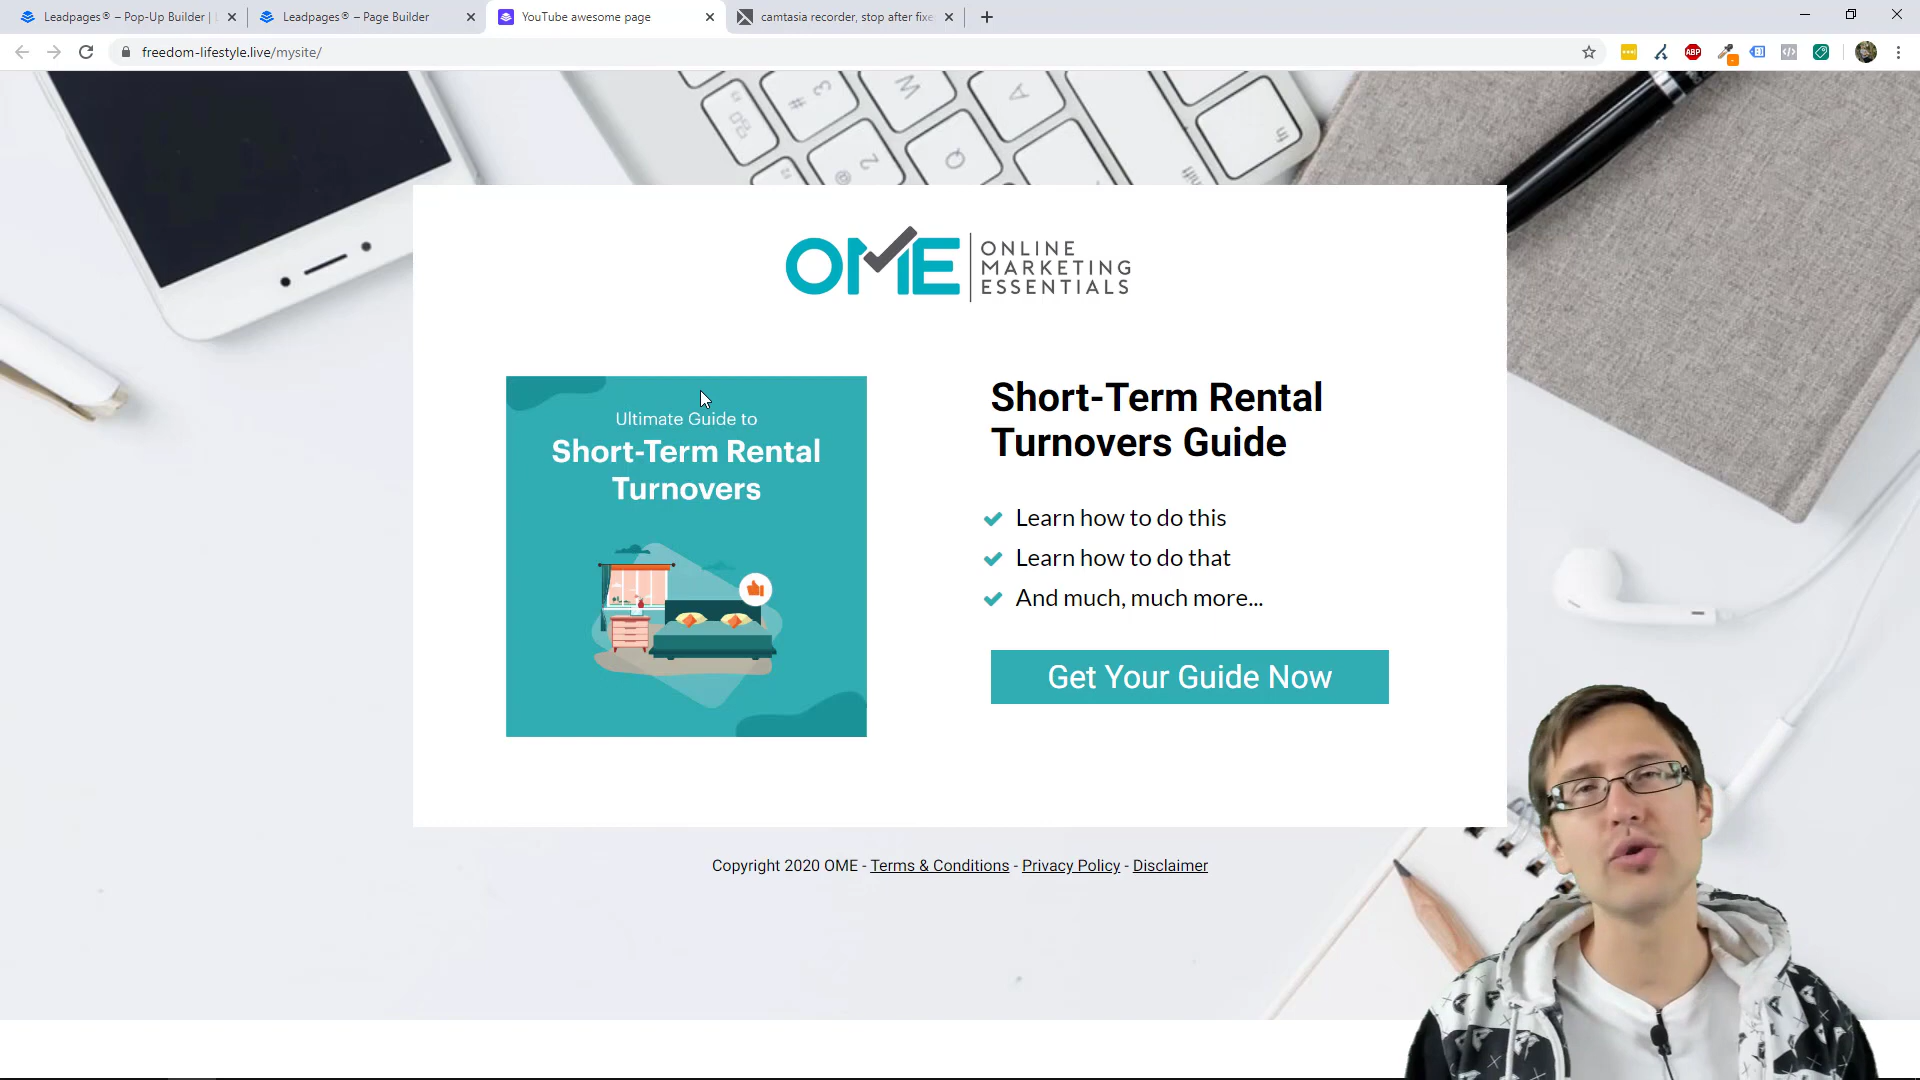 Leadpages® – Pop-Up Builder |
Leadpages® – Page Builder
YouTube awesome page
camtasia recorder, stop after fixe
freedom-lifestyle.live/mysite/
ABP
OME ONLINE
MARKETING
ESSENTIALS
Ultimate Guide to
Short-Term Rental
Turnovers
Short-Term Rental
Turnovers Guide
Learn how to do this
Learn how to do that
And much, much more...
Get Your Guide Now
Copyright 2020 OME - Terms & Conditions - Privacy Policy - Disclaimer